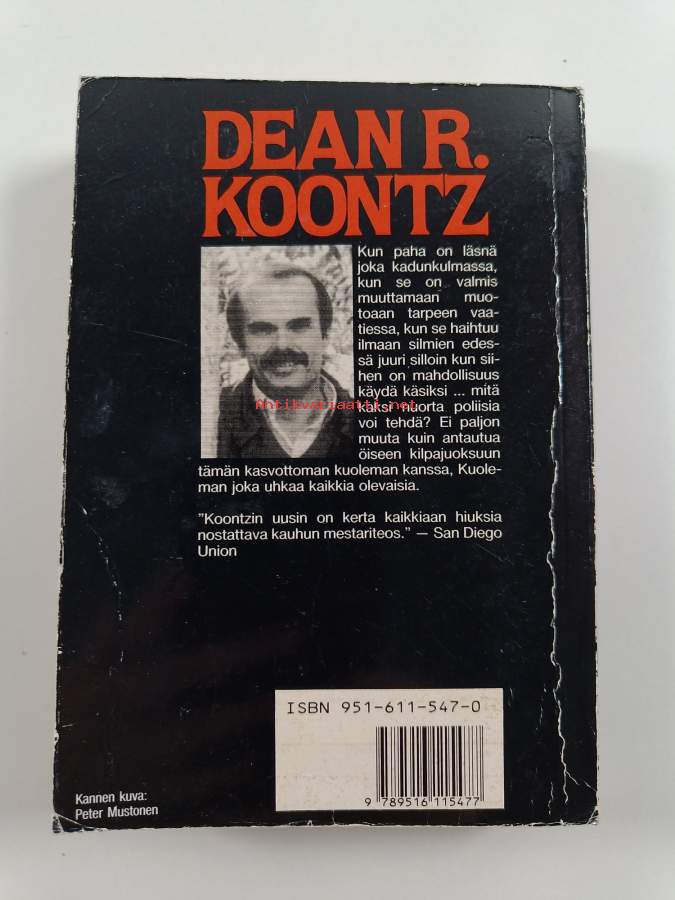 DEAN R.
KOONTZ
Kun paha on läsnä
joka kadunkulmassa,
kun se on valmis
muuttamaan muo-
toaan tarpeen vaa-
tiessa, kun se haihtuu
ilmaan silmien edes-
sä juuri silloin kun sii-
hen on mahdollisuus
käydä käsiksi ... mitä
kaksi nuorta poliisia
voi tehdä? Ei paljon
muuta kuin antautua
öiseen kilpajuoksuun
tämän kasvottoman kuoleman kanssa, Kuole-
man joka uhkaa kaikkia olevaisia.
"Koontzin uusin on kerta kaikkiaan hiuksia
nostattava kauhun mestariteos." — San Diego
Union
Antikvariaatti.net
ISBN 951-611-547-0
9 789516 115477
Kannen kuva:
Peter Mustonen